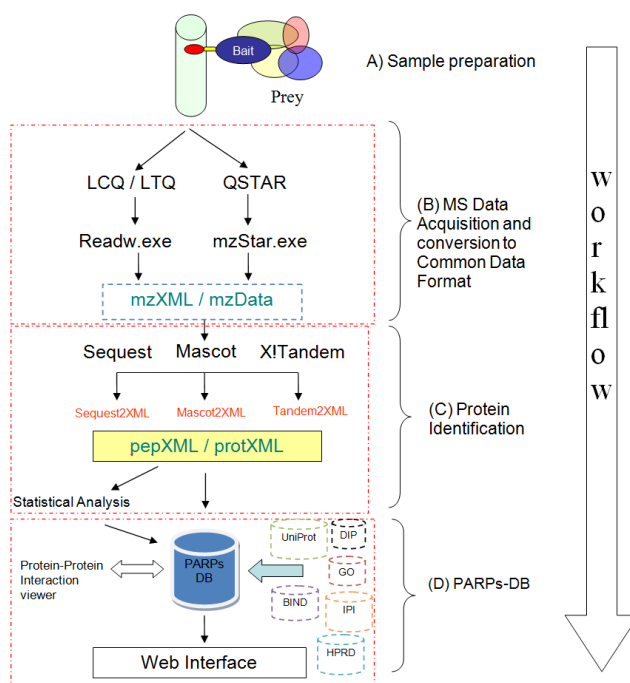 Bait
Prey
A) Sample preparation
LCQ / LTQ
QSTAR
Readw.exe
mzStar.exe
mzXML / mzData
(B) MS Data
Acquisition and
conversion to
Common Data
Format
Sequest
Mascot
X!Tandem
Sequest2XML
Mascot2XML
Tandem2XML
pepXML / protXML
Statistical Analysis
(C) Protein
Identification
Protein-Protein
Interaction
viewer
PARPs
DB
UniProt
DIP
GO
BIND
IPI
HPRD
Web Interface
(D) PARPs-DB
workflow